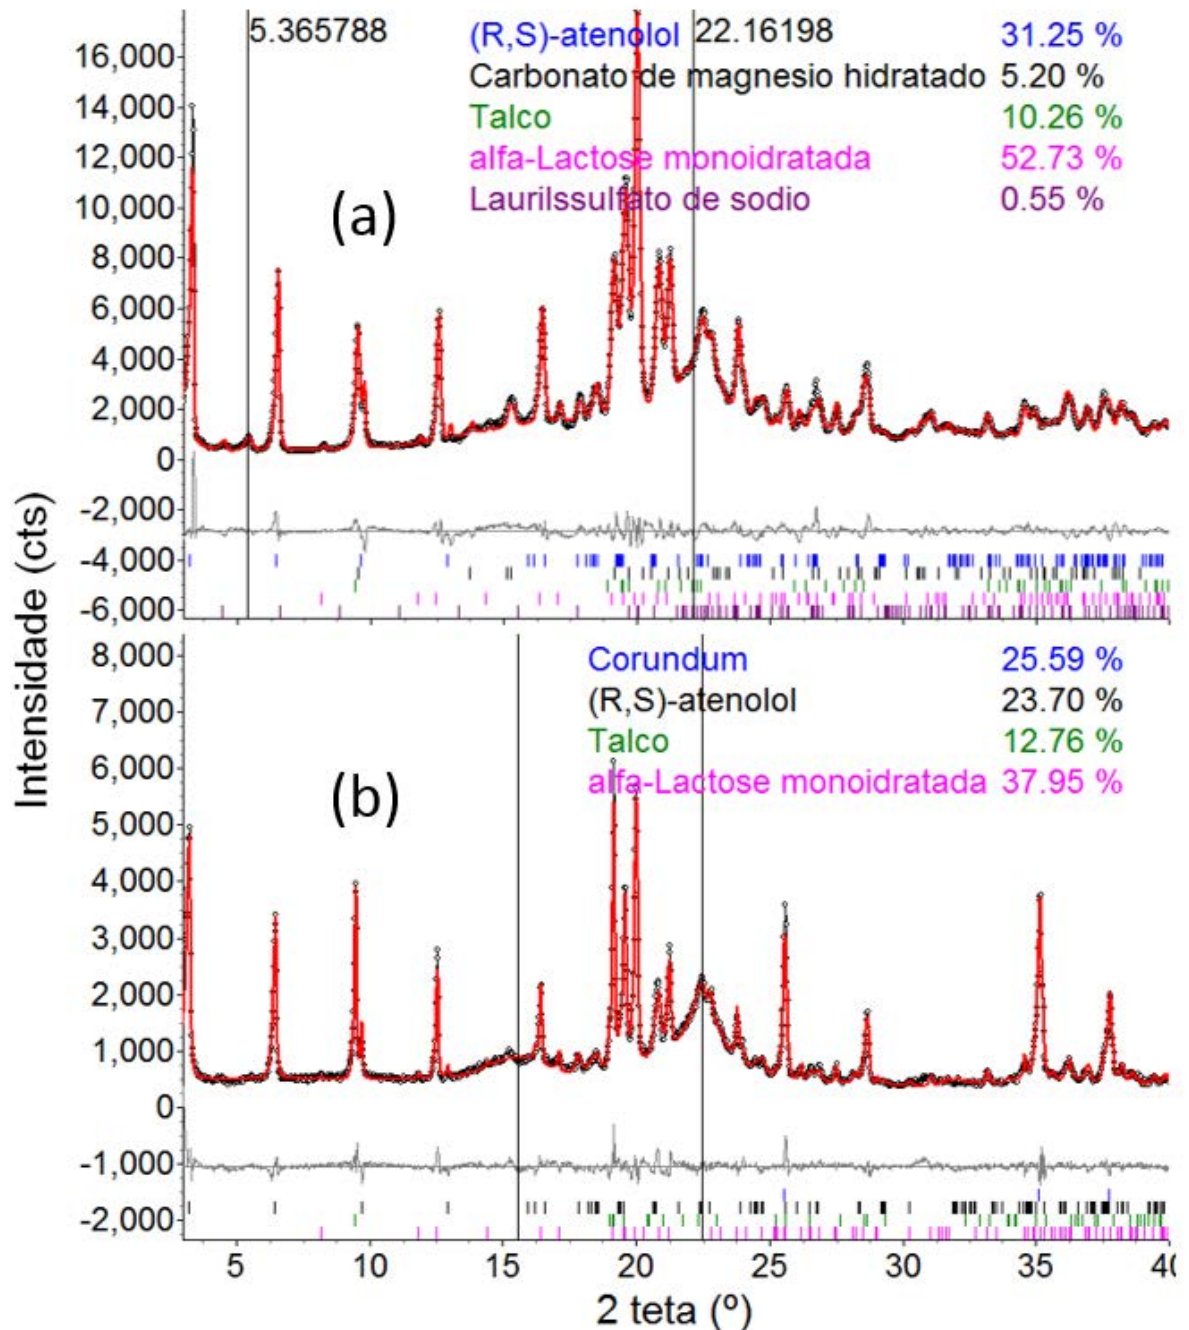 5.365788
22.16198
(R,S)-atenolol 31.25 %
Carbonato de magnesio hidratado 5.20 %
Talco 10.26 %
alfa-Lactose monoidratada 52.73 %
Laurilssulfato de sodio 0.55 %
(a)
16,000
14,000
12,000
10,000
8,000
6,000
4,000
2,000
0
-2,000
-4,000
-6,000
Intensidade (cts)
Corundum 25.59 %
(R,S)-atenolol 23.70 %
Talco 12.76 %
alfa-Lactose monoidratada 37.95 %
(b)
8,000
7,000
6,000
5,000
4,000
3,000
2,000
1,000
0
-1,000
-2,000
5 10 15 20 25 30 35 40
2 teta (º)